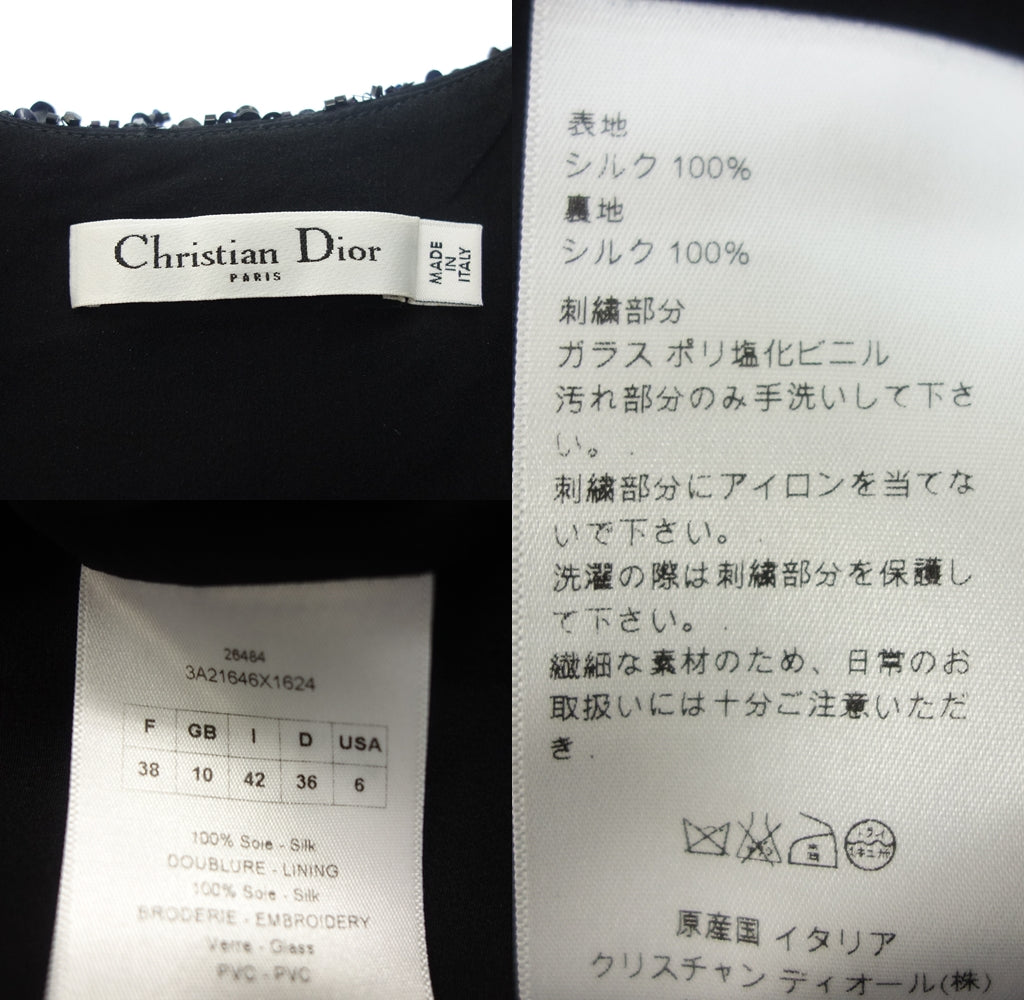 Christian Dior
PARIS
MADE
IN
ITALY
26484
3A21646X1624
F GB I D USA
38 10 42 36 6
100% Soie - Silk
DOUBLURE - LINING
100% Soie - Silk
BRODERIE - EMBROIDERY
Verre - Glass
PVC - PVC
表地
シルク 100%
裏地
シルク 100%
刺繍部分
ガラス ポリ塩化ビニル
汚れ部分のみ手洗いして下さ
い。.
刺繍部分にアイロンを当てな
いで下さい。.
洗濯の際は刺繍部分を保護し
て下さい。.
繊細な素材のため、日常のお
取扱いには十分ご注意いただ
き.
原産国 イタリア
クリスチャン ディオール(株)